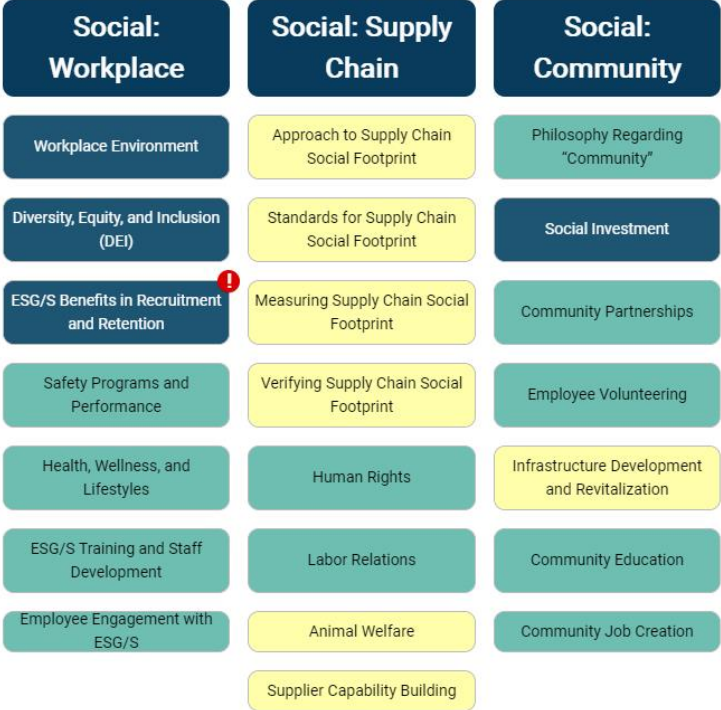 Social:
Workplace
Workplace Environment
Diversity, Equity, and Inclusion
(DEI)
!
ESG/S Benefits in Recruitment
and Retention
Safety Programs and
Performance
Health, Wellness, and
Lifestyles
ESG/S Training and Staff
Development
Employee Engagement with
ESG/S
Social: Supply
Chain
Approach to Supply Chain
Social Footprint
Standards for Supply Chain
Social Footprint
Measuring Supply Chain Social
Footprint
Verifying Supply Chain Social
Footprint
Human Rights
Labor Relations
Animal Welfare
Supplier Capability Building
Social:
Community
Philosophy Regarding
“Community”
Social Investment
Community Partnerships
Employee Volunteering
Infrastructure Development
and Revitalization
Community Education
Community Job Creation